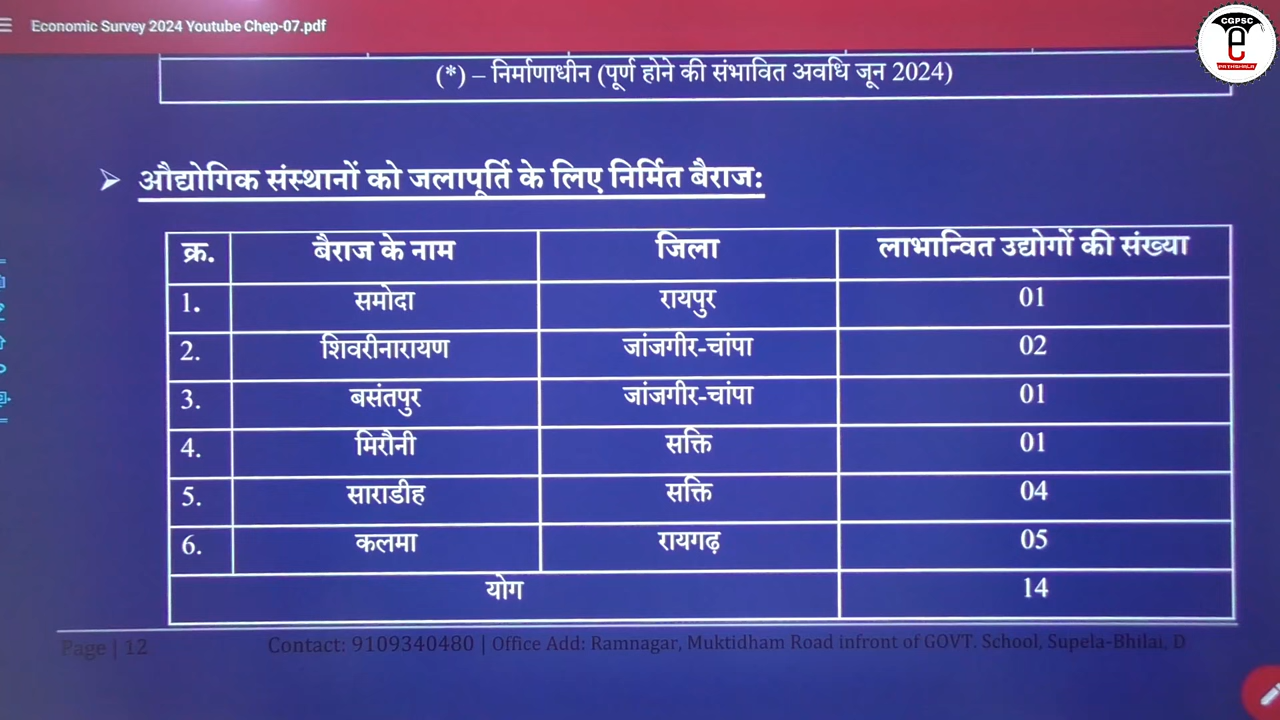 Economic Survey 2024 Youtube Chep-07.pdf
CGPSC
e
PATHSHALA
(*) – निर्माणाधीन (पूर्ण होने की संभावित अवधि जून 2024)
➢ औद्योगिक संस्थानों को जलापूर्ति के लिए निर्मित बैराज:
क्र. बैराज के नाम जिला लाभान्वित उद्योगों की संख्या
1. समोदा रायपुर 01
2. शिवरीनारायण जांजगीर-चांपा 02
3. बसंतपुर जांजगीर-चांपा 01
4. मिरौनी सक्ति 01
5. साराडीह सक्ति 04
6. कलमा रायगढ़ 05
योग 14
Page | 12 Contact: 9109340480 | Office Add: Ramnagar, Muktidham Road infront of GOVT. School, Supela-Bhilai, D